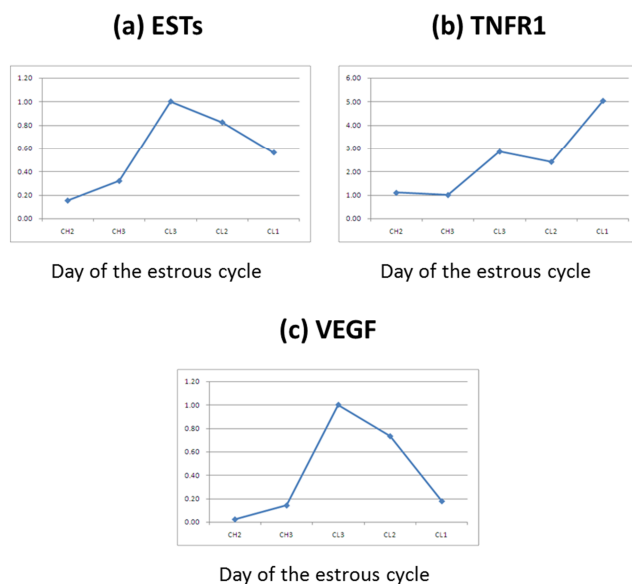 (a) ESTs
1.20
1.00
0.80
0.60
0.40
0.20
0.00
CH2 CH3 CL3 CL2 CL1
Day of the estrous cycle
(b) TNFR1
6.00
5.00
4.00
3.00
2.00
1.00
0.00
CH2 CH3 CL3 CL2 CL1
Day of the estrous cycle
(c) VEGF
1.20
1.00
0.80
0.60
0.40
0.20
0.00
CH2 CH3 CL3 CL2 CL1
Day of the estrous cycle